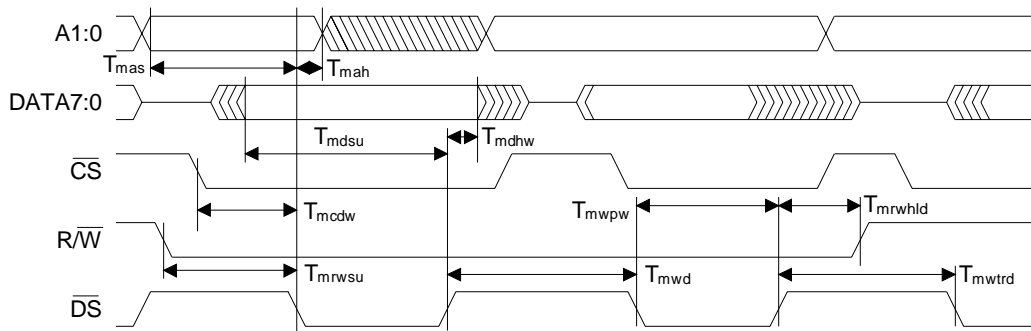 A1:0
Tmas
Tmah
DATA7:0
Tmdsu
Tmdhw
CS
Tmcdw
Tmwpw
Tmrwhld
R/W
Tmrwsu
Tmwd
Tmwtrd
DS